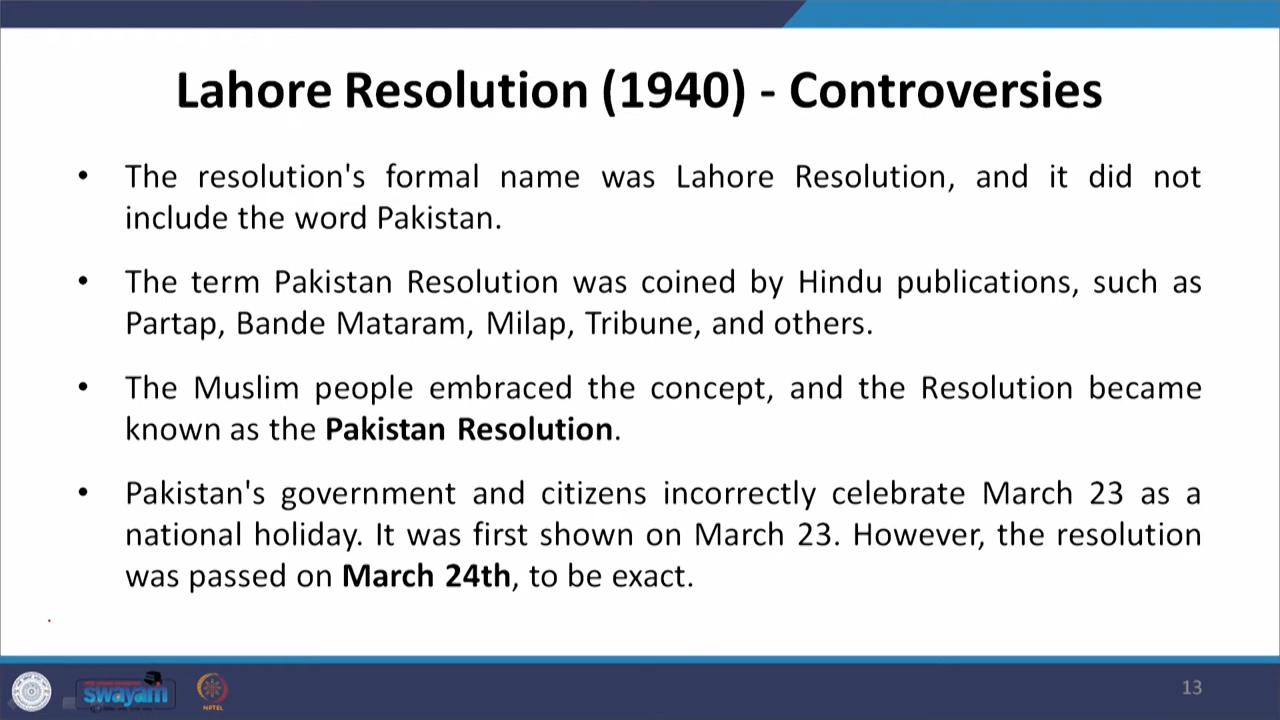 Lahore Resolution (1940) - Controversies
• The resolution's formal name was Lahore Resolution, and it did not
include the word Pakistan.
• The term Pakistan Resolution was coined by Hindu publications, such as
Partap, Bande Mataram, Milap, Tribune, and others.
• The Muslim people embraced the concept, and the Resolution became
known as the Pakistan Resolution.
• Pakistan's government and citizens incorrectly celebrate March 23 as a
national holiday. It was first shown on March 23. However, the resolution
was passed on March 24th, to be exact.
swayam
NPTEL
13